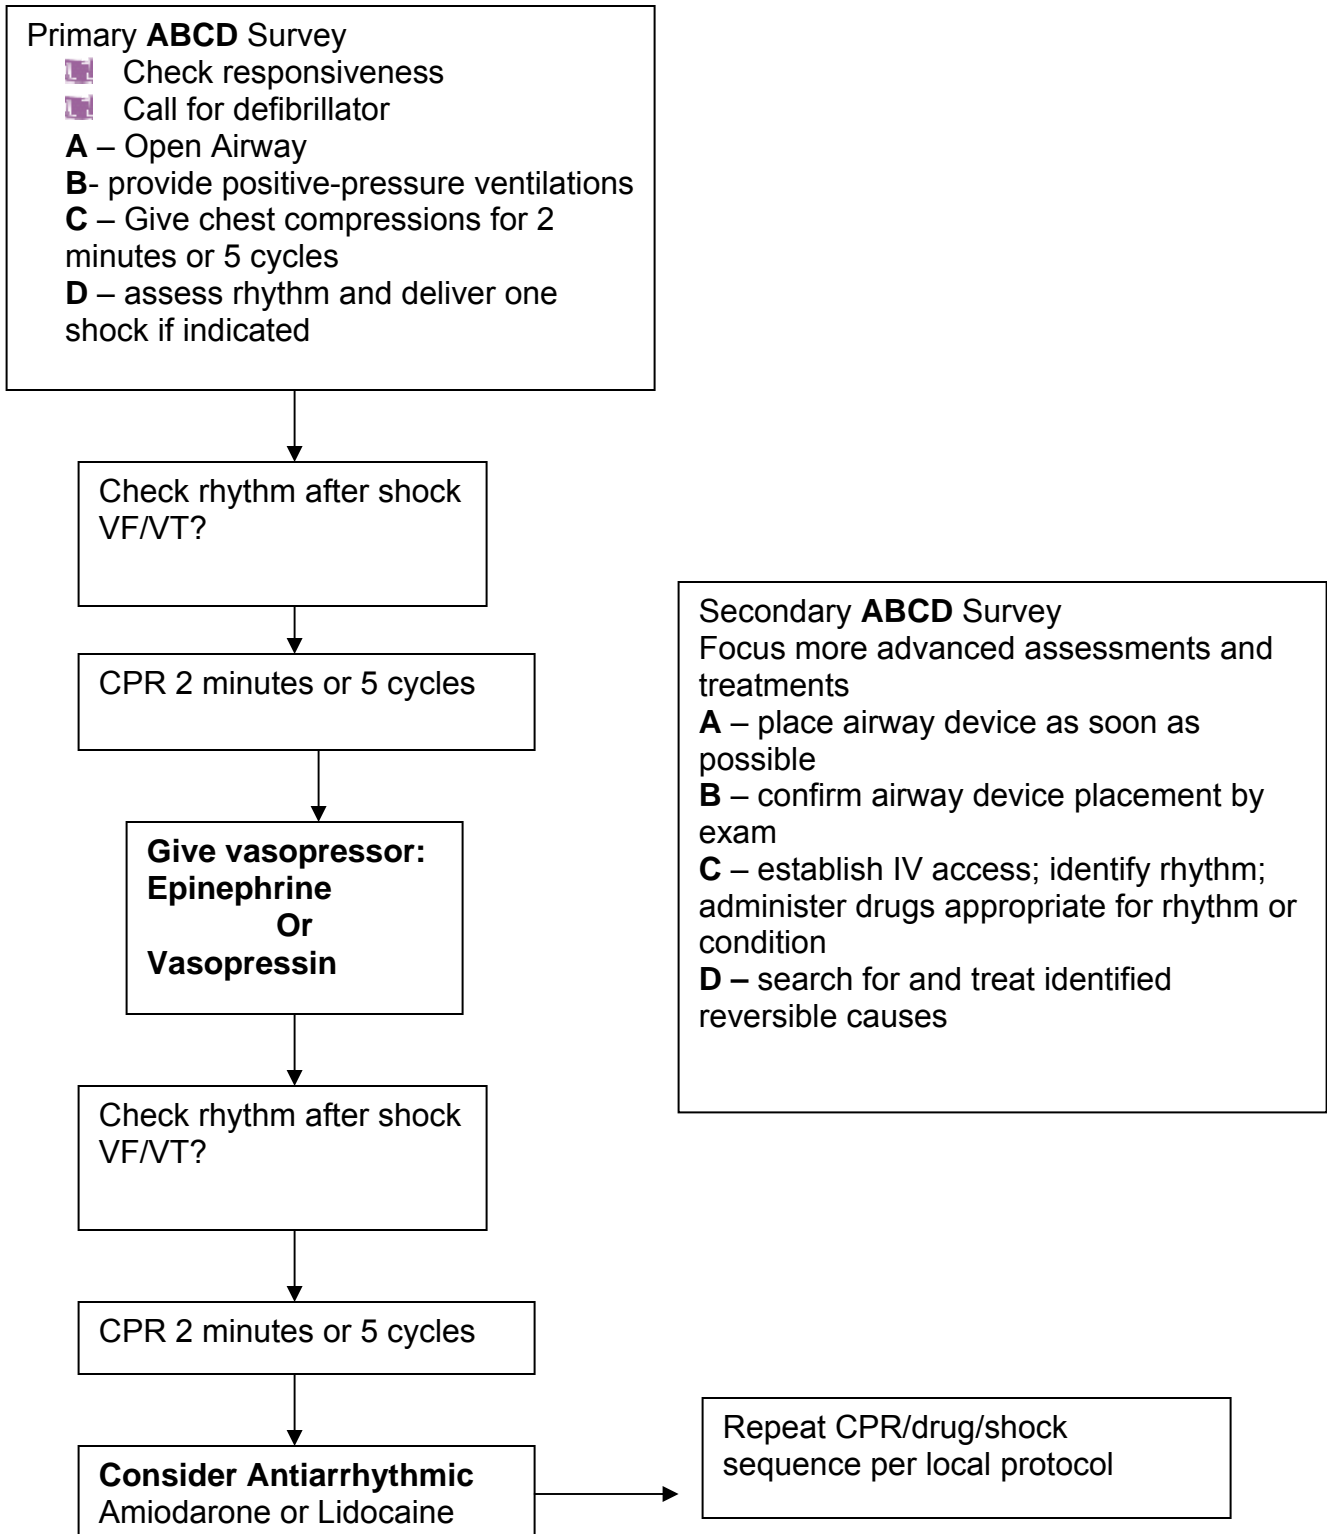 Primary ABCD Survey
Check responsiveness
Call for defibrillator
A – Open Airway
B- provide positive-pressure ventilations
C – Give chest compressions for 2
minutes or 5 cycles
D – assess rhythm and deliver one
shock if indicated
Check rhythm after shock
VF/VT?
CPR 2 minutes or 5 cycles
Give vasopressor:
Epinephrine
Or
Vasopressin
Check rhythm after shock
VF/VT?
CPR 2 minutes or 5 cycles
Consider Antiarrhythmic
Amiodarone or Lidocaine
Secondary ABCD Survey
Focus more advanced assessments and
treatments
A – place airway device as soon as
possible
B – confirm airway device placement by
exam
C – establish IV access; identify rhythm;
administer drugs appropriate for rhythm or
condition
D – search for and treat identified
reversible causes
Repeat CPR/drug/shock
sequence per local protocol